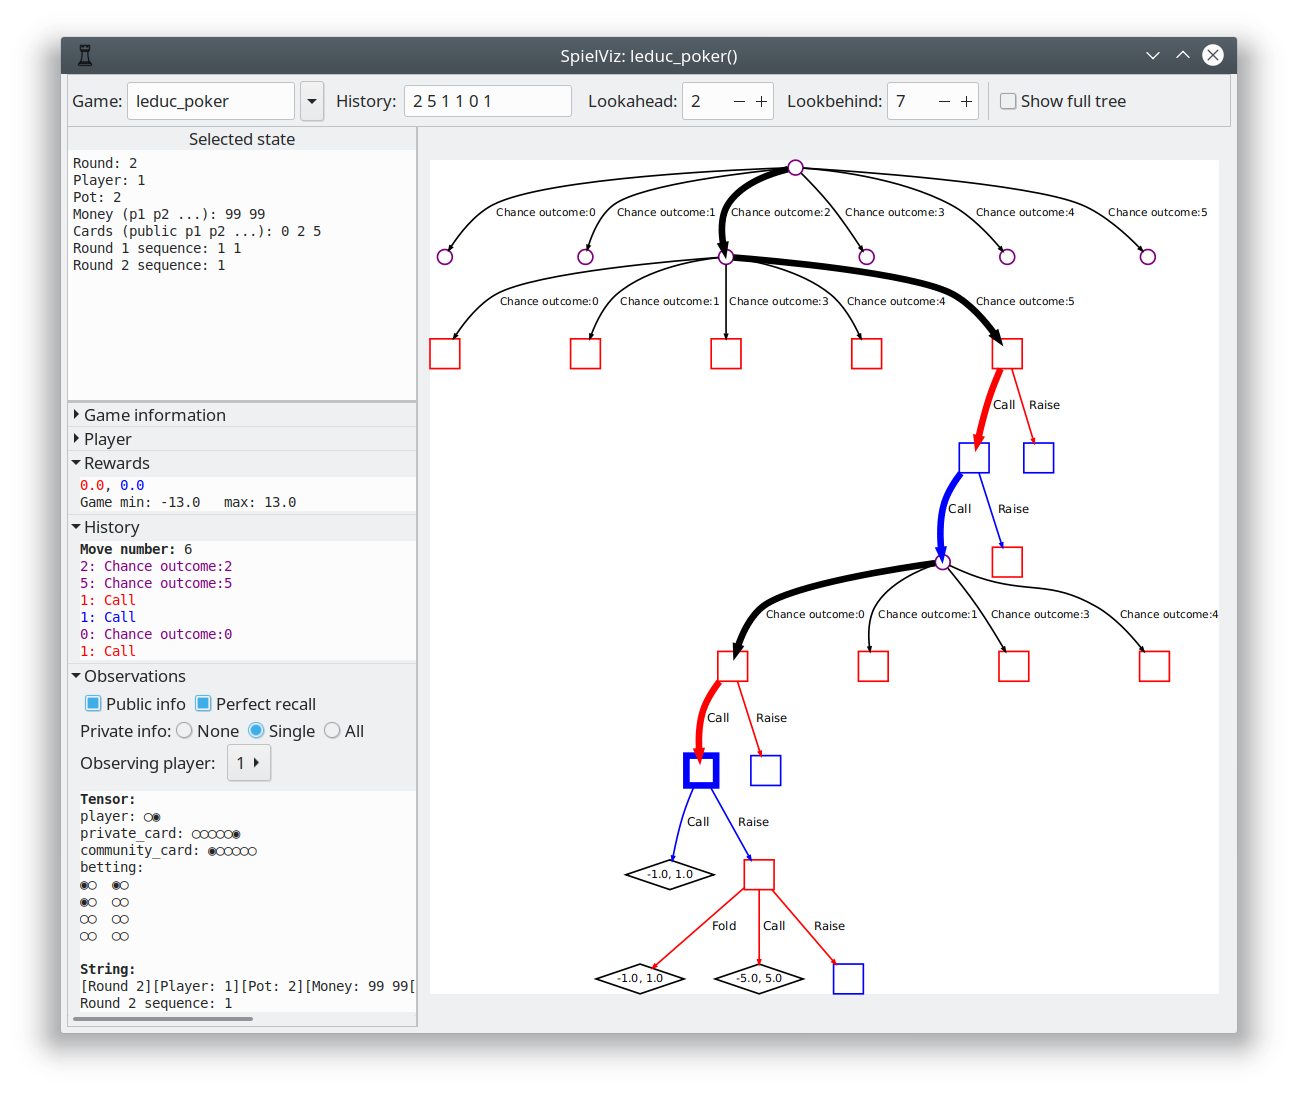 SpielViz: leduc_poker()
Game: leduc_poker History: 2 5 1 1 0 1 Lookahead: 2 − + Lookbehind: 7 − + Show full tree
Selected state
Round: 2
Player: 1
Pot: 2
Money (p1 p2 ...): 99 99
Cards (public p1 p2 ...): 0 2 5
Round 1 sequence: 1 1
Round 2 sequence: 1
Game information
Player
Rewards
0.0, 0.0
Game min: -13.0 max: 13.0
History
Move number: 6
2: Chance outcome:2
5: Chance outcome:5
1: Call
1: Call
0: Chance outcome:0
1: Call
Observations
Public info Perfect recall
Private info: None Single All
Observing player: 1
Tensor:
player: ○◉
private_card: ○○○○○◉
community_card: ◉○○○○○
betting:
◉○ ◉○
◉○ ○○
○○ ○○
○○ ○○
String:
[Round 2][Player: 1][Pot: 2][Money: 99 99[
Round 2 sequence: 1
Chance outcome:0 Chance outcome:1 Chance outcome:2 Chance outcome:3 Chance outcome:4 Chance outcome:5
Chance outcome:0 Chance outcome:1 Chance outcome:3 Chance outcome:4 Chance outcome:5
Call Raise
Call Raise
Chance outcome:0 Chance outcome:1 Chance outcome:3 Chance outcome:4
Call Raise
Call Raise
-1.0, 1.0
Fold Call Raise
-1.0, 1.0 -5.0, 5.0